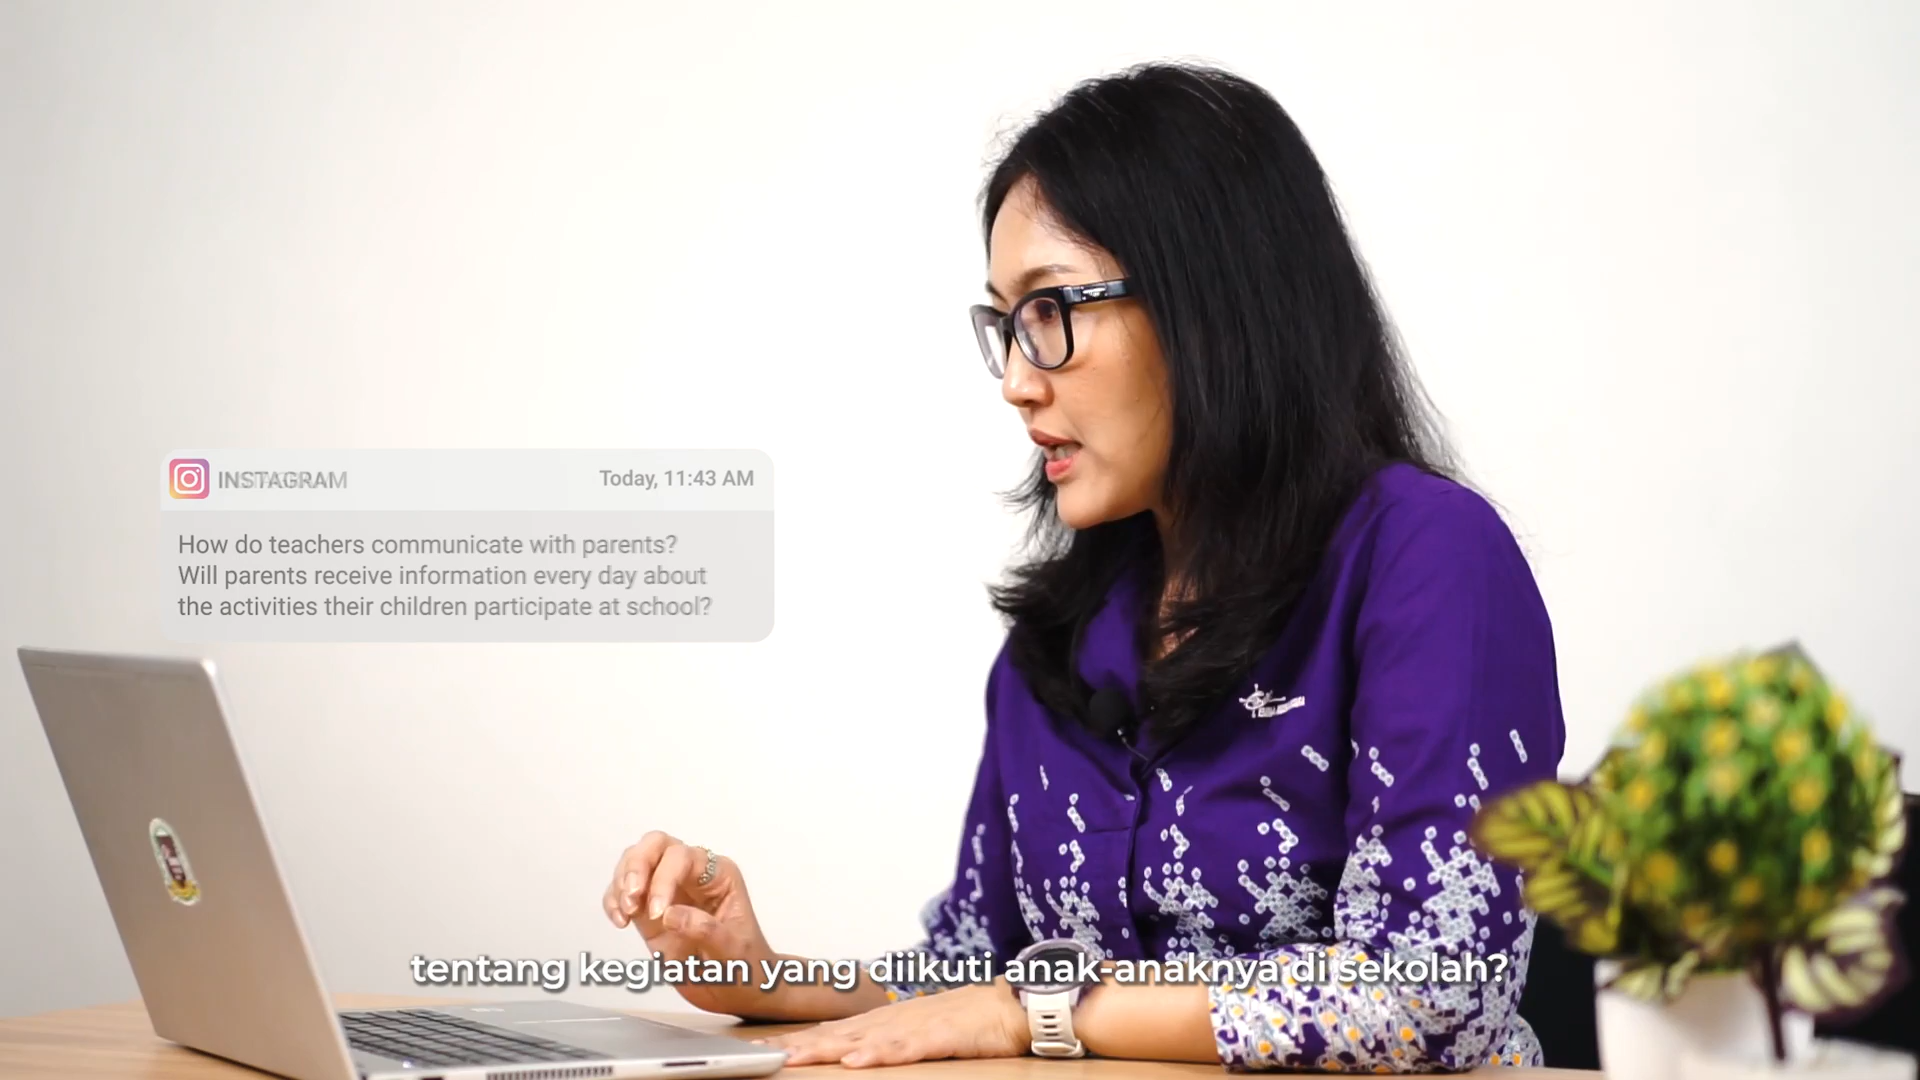 INSTAGRAM
Today, 11:43 AM
How do teachers communicate with parents?
Will parents receive information every day about
the activities their children participate at school?
tentang kegiatan yang diikuti anak-anaknya di sekolah?